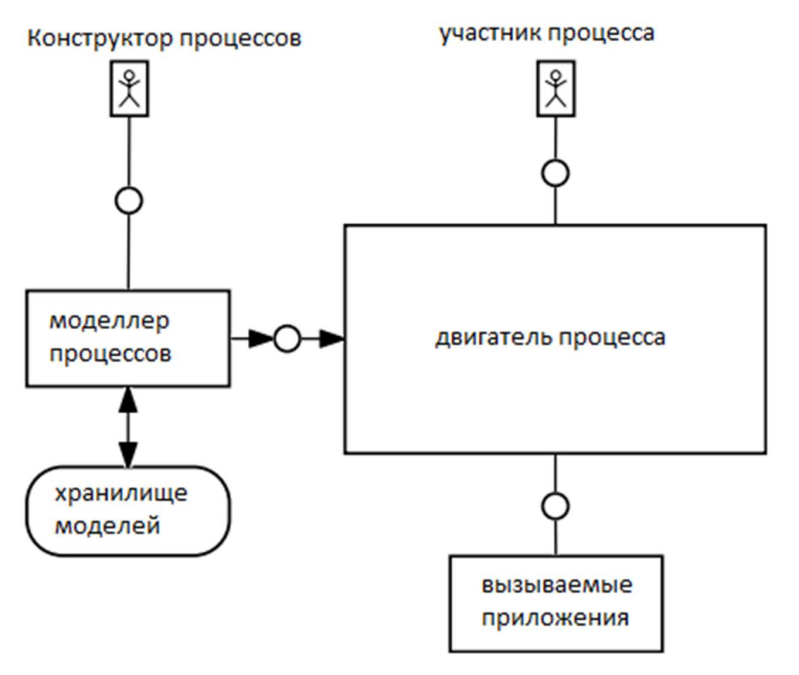 Конструктор процессов
участник процесса
моделлер
процессов
двигатель процесса
хранилище
моделей
вызываемые
приложения